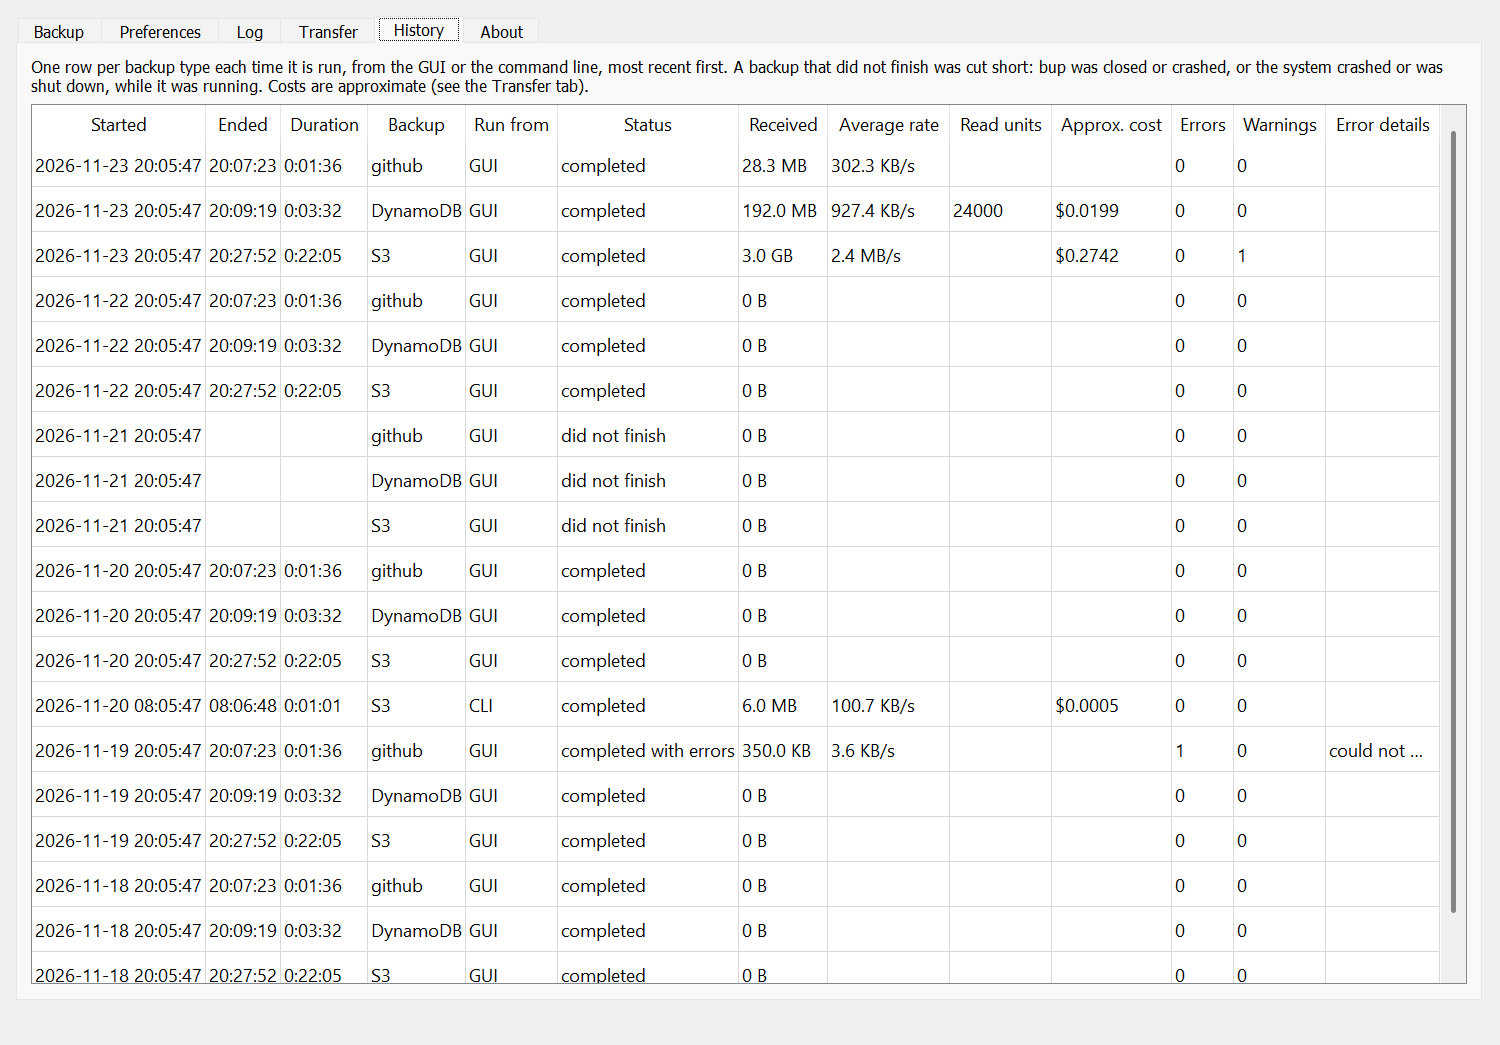 Backup Preferences Log Transfer History About
One row per backup type each time it is run, from the GUI or the command line, most recent first. A backup that did not finish was cut short: bup was closed or crashed, or the system crashed or was
shut down, while it was running. Costs are approximate (see the Transfer tab).
Started Ended Duration Backup Run from Status Received Average rate Read units Approx. cost Errors Warnings Error details
2026-11-23 20:05:47 20:07:23 0:01:36 github GUI completed 28.3 MB 302.3 KB/s 0 0
2026-11-23 20:05:47 20:09:19 0:03:32 DynamoDB GUI completed 192.0 MB 927.4 KB/s 24000 $0.0199 0 0
2026-11-23 20:05:47 20:27:52 0:22:05 S3 GUI completed 3.0 GB 2.4 MB/s $0.2742 0 1
2026-11-22 20:05:47 20:07:23 0:01:36 github GUI completed 0 B 0 0
2026-11-22 20:05:47 20:09:19 0:03:32 DynamoDB GUI completed 0 B 0 0
2026-11-22 20:05:47 20:27:52 0:22:05 S3 GUI completed 0 B 0 0
2026-11-21 20:05:47 github GUI did not finish 0 B 0 0
2026-11-21 20:05:47 DynamoDB GUI did not finish 0 B 0 0
2026-11-21 20:05:47 S3 GUI did not finish 0 B 0 0
2026-11-20 20:05:47 20:07:23 0:01:36 github GUI completed 0 B 0 0
2026-11-20 20:05:47 20:09:19 0:03:32 DynamoDB GUI completed 0 B 0 0
2026-11-20 20:05:47 20:27:52 0:22:05 S3 GUI completed 0 B 0 0
2026-11-20 08:05:47 08:06:48 0:01:01 S3 CLI completed 6.0 MB 100.7 KB/s $0.0005 0 0
2026-11-19 20:05:47 20:07:23 0:01:36 github GUI completed with errors 350.0 KB 3.6 KB/s 1 0 could not ...
2026-11-19 20:05:47 20:09:19 0:03:32 DynamoDB GUI completed 0 B 0 0
2026-11-19 20:05:47 20:27:52 0:22:05 S3 GUI completed 0 B 0 0
2026-11-18 20:05:47 20:07:23 0:01:36 github GUI completed 0 B 0 0
2026-11-18 20:05:47 20:09:19 0:03:32 DynamoDB GUI completed 0 B 0 0
2026-11-18 20:05:47 20:27:52 0:22:05 S3 GUI completed 0 B 0 0